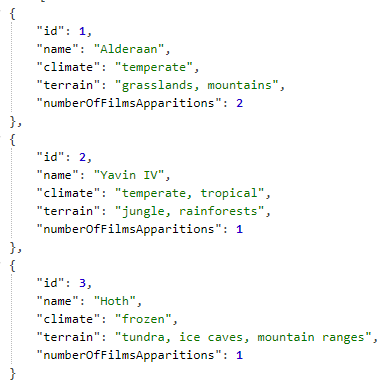 {
"id": 1,
"name": "Alderaan",
"climate": "temperate",
"terrain": "grasslands, mountains",
"numberOfFilmsApparitions": 2
},
{
"id": 2,
"name": "Yavin IV",
"climate": "temperate, tropical",
"terrain": "jungle, rainforests",
"numberOfFilmsApparitions": 1
},
{
"id": 3,
"name": "Hoth",
"climate": "frozen",
"terrain": "tundra, ice caves, mountain ranges",
"numberOfFilmsApparitions": 1
}